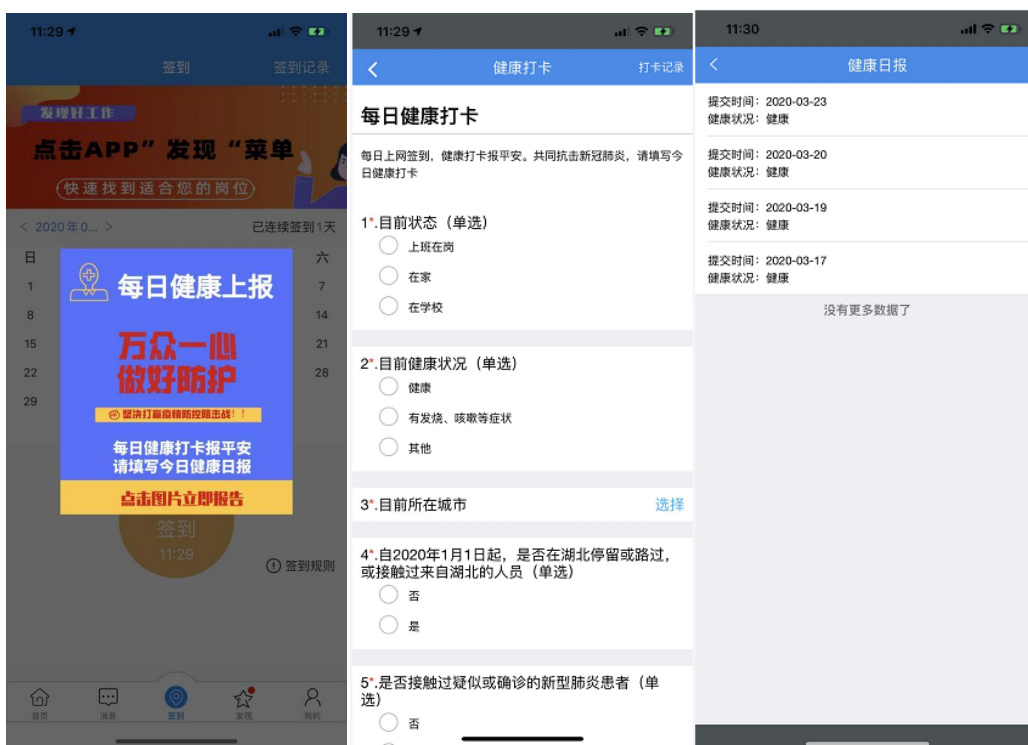 11:29
签到
签到记录
发现好工作
点击APP”发现“菜单
(快速找到适合您的岗位)
< 2020年0... >
已连续签到1天
日
六
1
7
8
14
15
21
22
28
29
每日健康上报
万众一心
做好防护
坚决打赢疫情防控阻击战！！
每日健康打卡报平安
请填写今日健康日报
点击图片立即报告
签到
11:29
签到规则
首页
消息
签到
发现
我的
11:29
健康打卡
打卡记录
每日健康打卡
每日上网签到，健康打卡报平安。共同抗击新冠肺炎，请填写今
日健康打卡
1*.目前状态（单选）
上班在岗
在家
在学校
2*.目前健康状况（单选）
健康
有发烧、咳嗽等症状
其他
3*.目前所在城市
选择
4*.自2020年1月1日起，是否在湖北停留或路过，
或接触过来自湖北的人员（单选）
否
是
5*.是否接触过疑似或确诊的新型肺炎患者（单
选）
否
11:30
健康日报
提交时间：2020-03-23
健康状况：健康
提交时间：2020-03-20
健康状况：健康
提交时间：2020-03-19
健康状况：健康
提交时间：2020-03-17
健康状况：健康
没有更多数据了